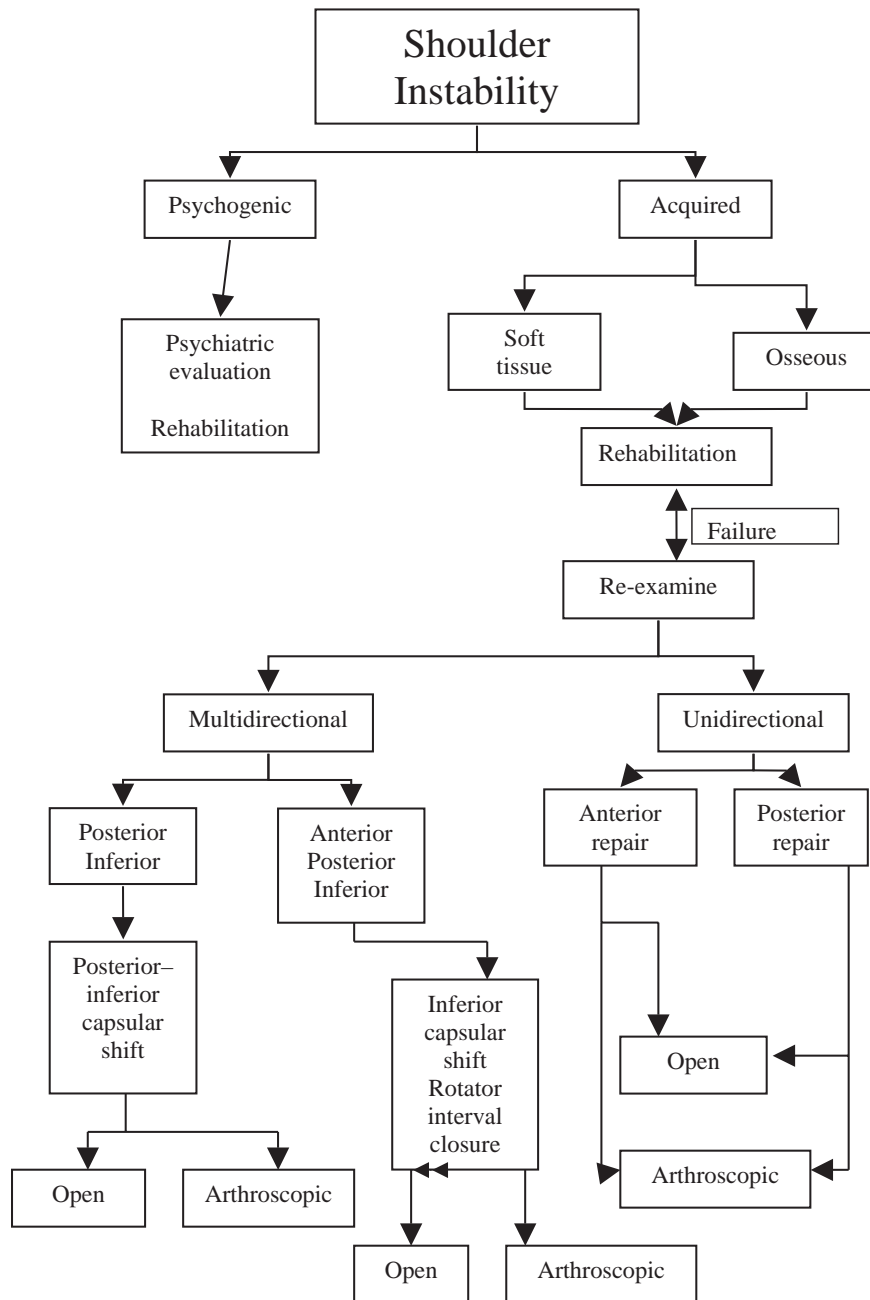 Shoulder
Instability
Psychogenic
Acquired
Psychiatric
evaluation
Rehabilitation
Soft
tissue
Osseous
Rehabilitation
Failure
Re-examine
Multidirectional
Unidirectional
Posterior
Inferior
Anterior
Posterior
Inferior
Anterior
repair
Posterior
repair
Posterior–
inferior
capsular
shift
Inferior
capsular
shift
Rotator
interval
closure
Open
Arthroscopic
Open
Arthroscopic
Open
Arthroscopic